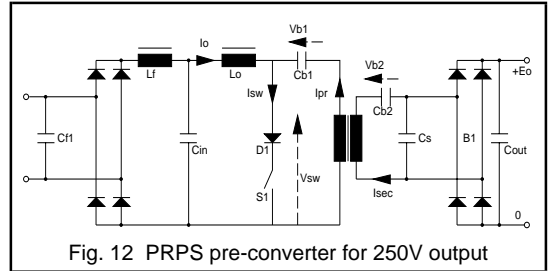 Vb1
Io
Vb2
+Eo
Lf
Lo
Cb1
Isw
Ipr
Cb2
Cf1
Cin
D1
Cs
B1
Cout
Vsw
S1
Isec
0
Fig. 12 PRPS pre-converter for 250V output